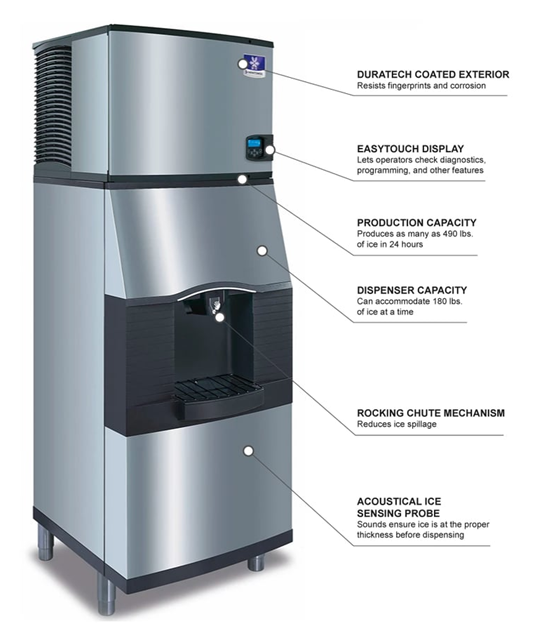 DURATECH COATED EXTERIOR
Resists fingerprints and corrosion
EASYTOUCH DISPLAY
Lets operators check diagnostics,
programming, and other features
PRODUCTION CAPACITY
Produces as many as 490 lbs.
of ice in 24 hours
DISPENSER CAPACITY
Can accommodate 180 lbs.
of ice at a time
ROCKING CHUTE MECHANISM
Reduces ice spillage
ACOUSTICAL ICE
SENSING PROBE
Sounds ensure ice is at the proper
thickness before dispensing